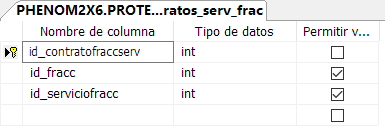 PHENOM2X6.PROTE...ratos_serv_frac
Nombre de columna Tipo de datos Permitir v...
id_contratofraccserv int
id_fracc int
id_serviciofracc int